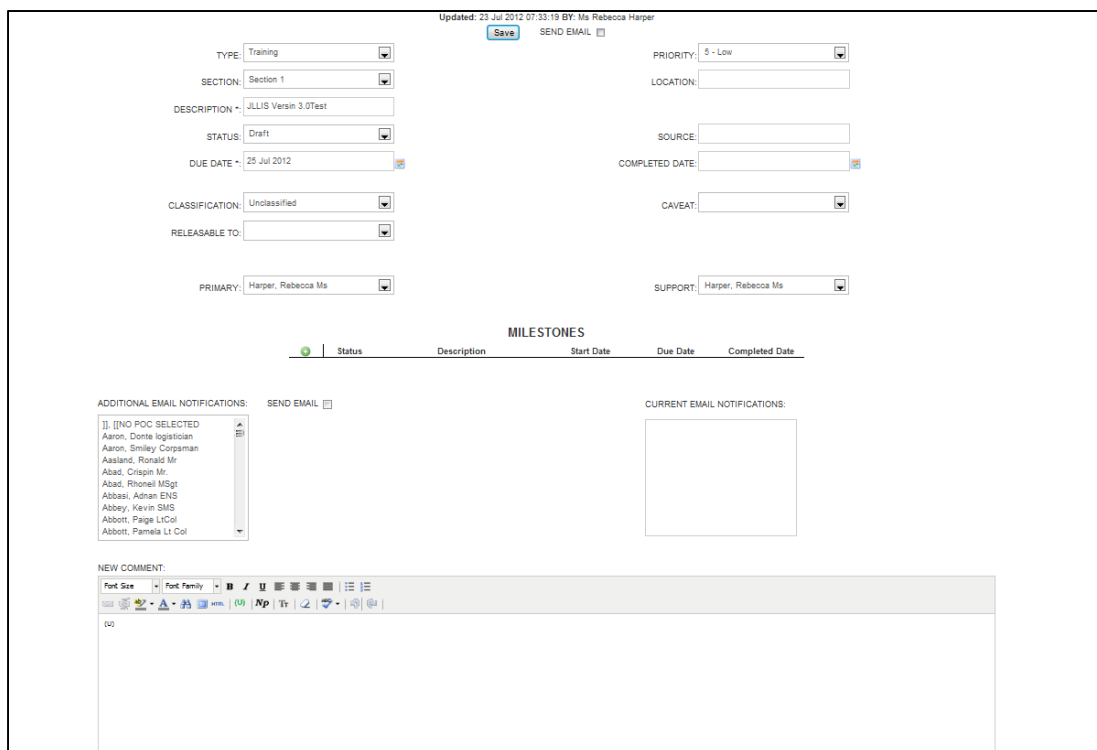 Updated: 23 Jul 2012 07:33:19 BY: Ms Rebecca Harper
Save SEND EMAIL
TYPE: Training PRIORITY: 5 - Low
SECTION: Section 1 LOCATION:
DESCRIPTION *: JLLIS Versin 3.0Test
STATUS: Draft SOURCE:
DUE DATE *: 25 Jul 2012 COMPLETED DATE:
CLASSIFICATION: Unclassified CAVEAT:
RELEASABLE TO:
PRIMARY: Harper, Rebecca Ms SUPPORT: Harper, Rebecca Ms
MILESTONES
Status Description Start Date Due Date Completed Date
ADDITIONAL EMAIL NOTIFICATIONS: SEND EMAIL CURRENT EMAIL NOTIFICATIONS:
]], [[NO POC SELECTED
Aaron, Donte logistician
Aaron, Smiley Corpsman
Aasland, Ronald Mr
Abad, Crispin Mr.
Abad, Rhoneil MSgt
Abbasi, Adnan ENS
Abbey, Kevin SMS
Abbott, Paige LtCol
Abbott, Pamela Lt Col
NEW COMMENT:
Font Size Font Family B I U
ab A HTML (U) Np Tr
(U)